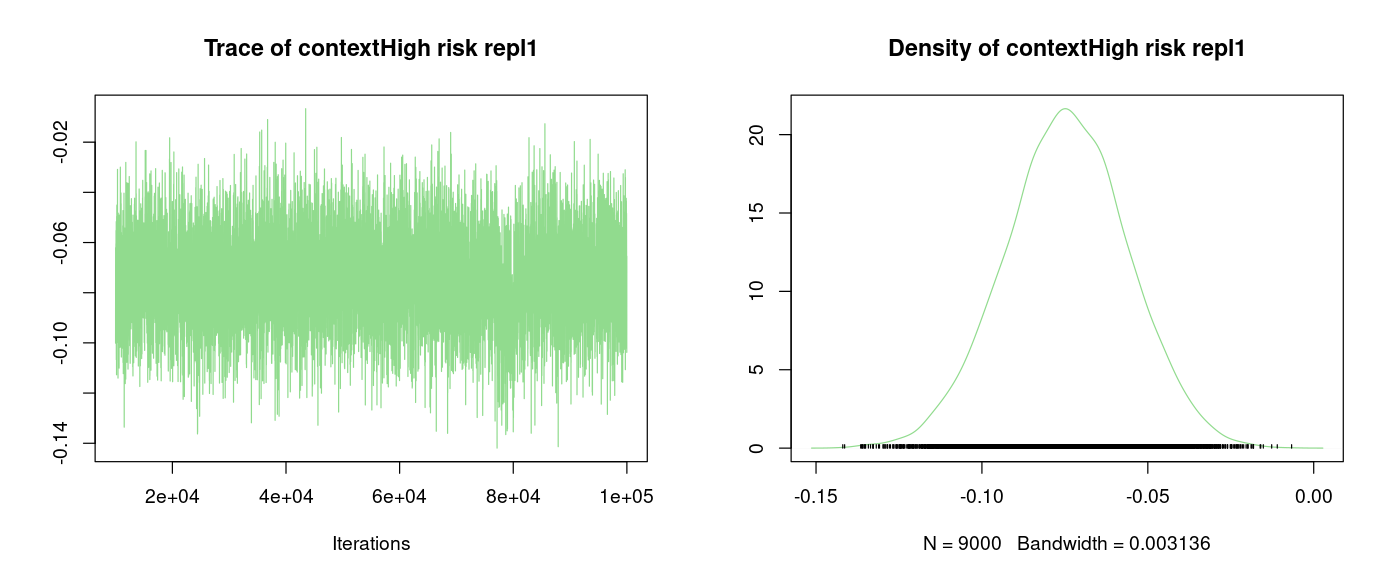 Trace of contextHigh risk repl1
-0.02
-0.06
-0.10
-0.14
2e+04 4e+04 6e+04 8e+04 1e+05
Iterations
Density of contextHigh risk repl1
20
15
10
5
0
-0.15 -0.10 -0.05 0.00
N = 9000 Bandwidth = 0.003136